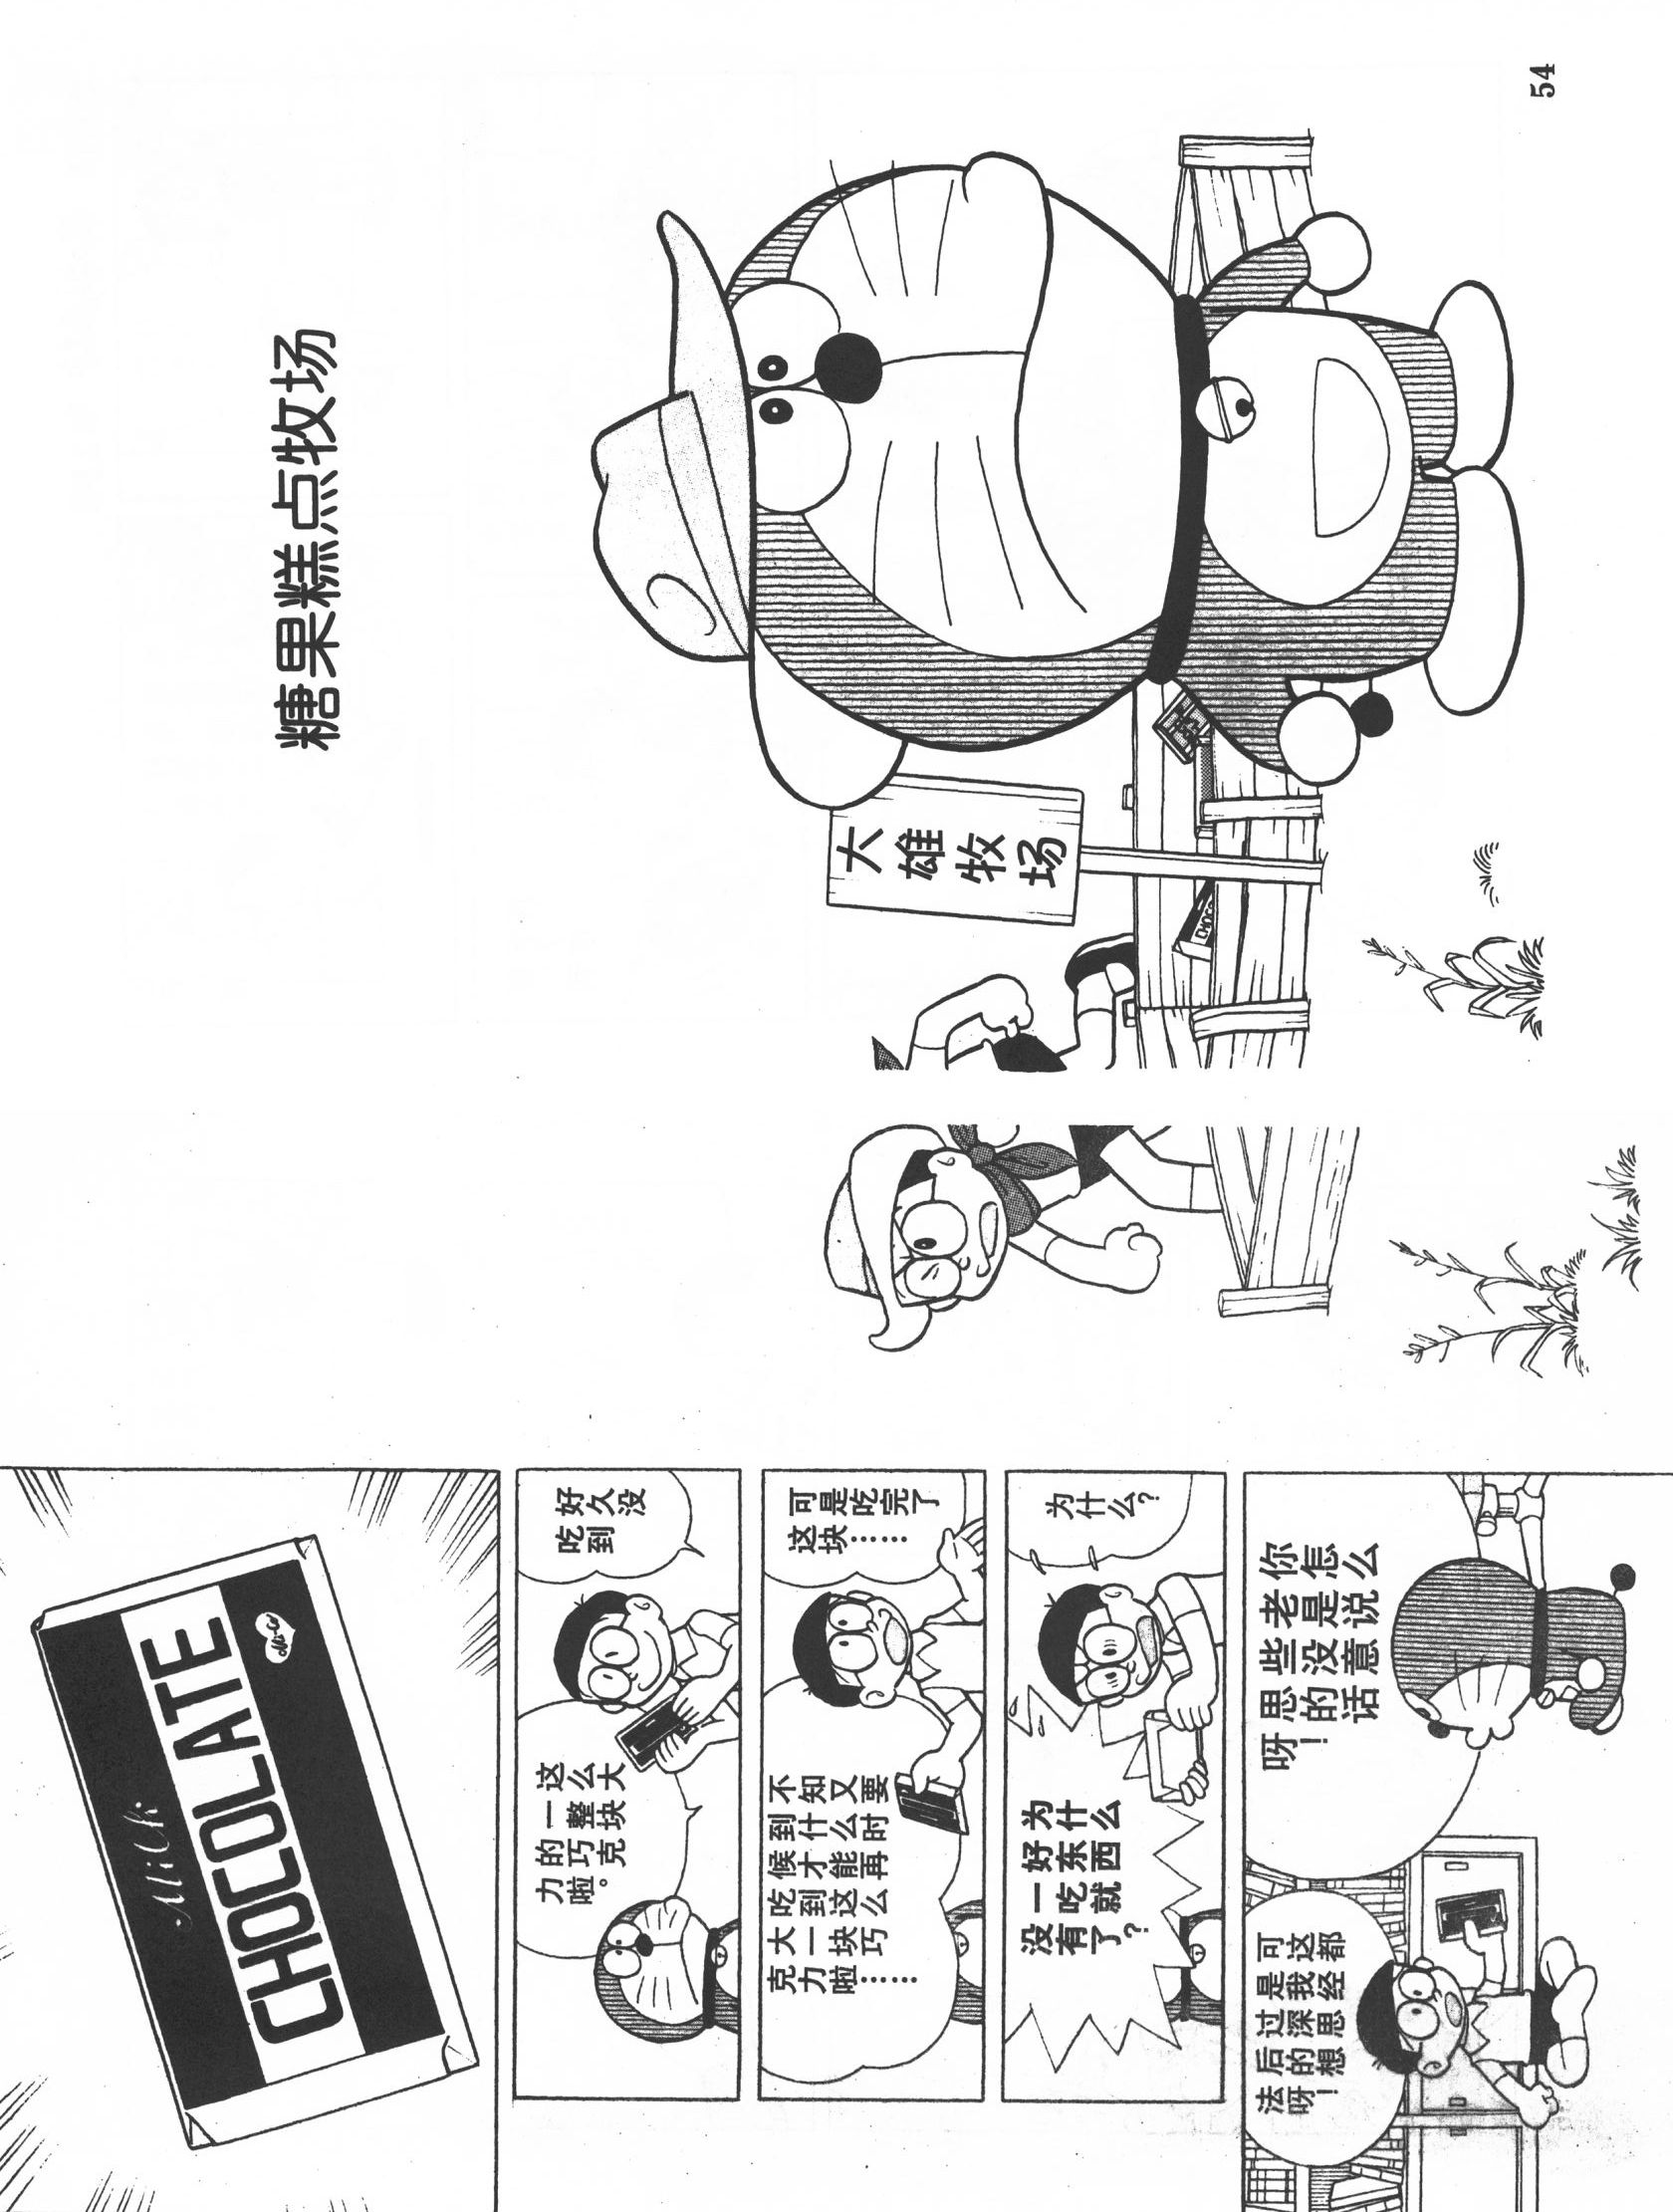 糖果糕点牧场
大雄牧场
CHOCO
54
Milk
CHOCOLATE
好久没
吃到
这么大
一整块
的巧克
力啦。
可是吃完了
这块……
不知又要
到什么时
候才能再
吃到这么
大一块巧
克力啦……
为什么？
为什么
好东西
一吃就
没有了？
你怎么
老是说
些没意
思的话
呀！
可这都
是我经
过深思
后的想
法呀！